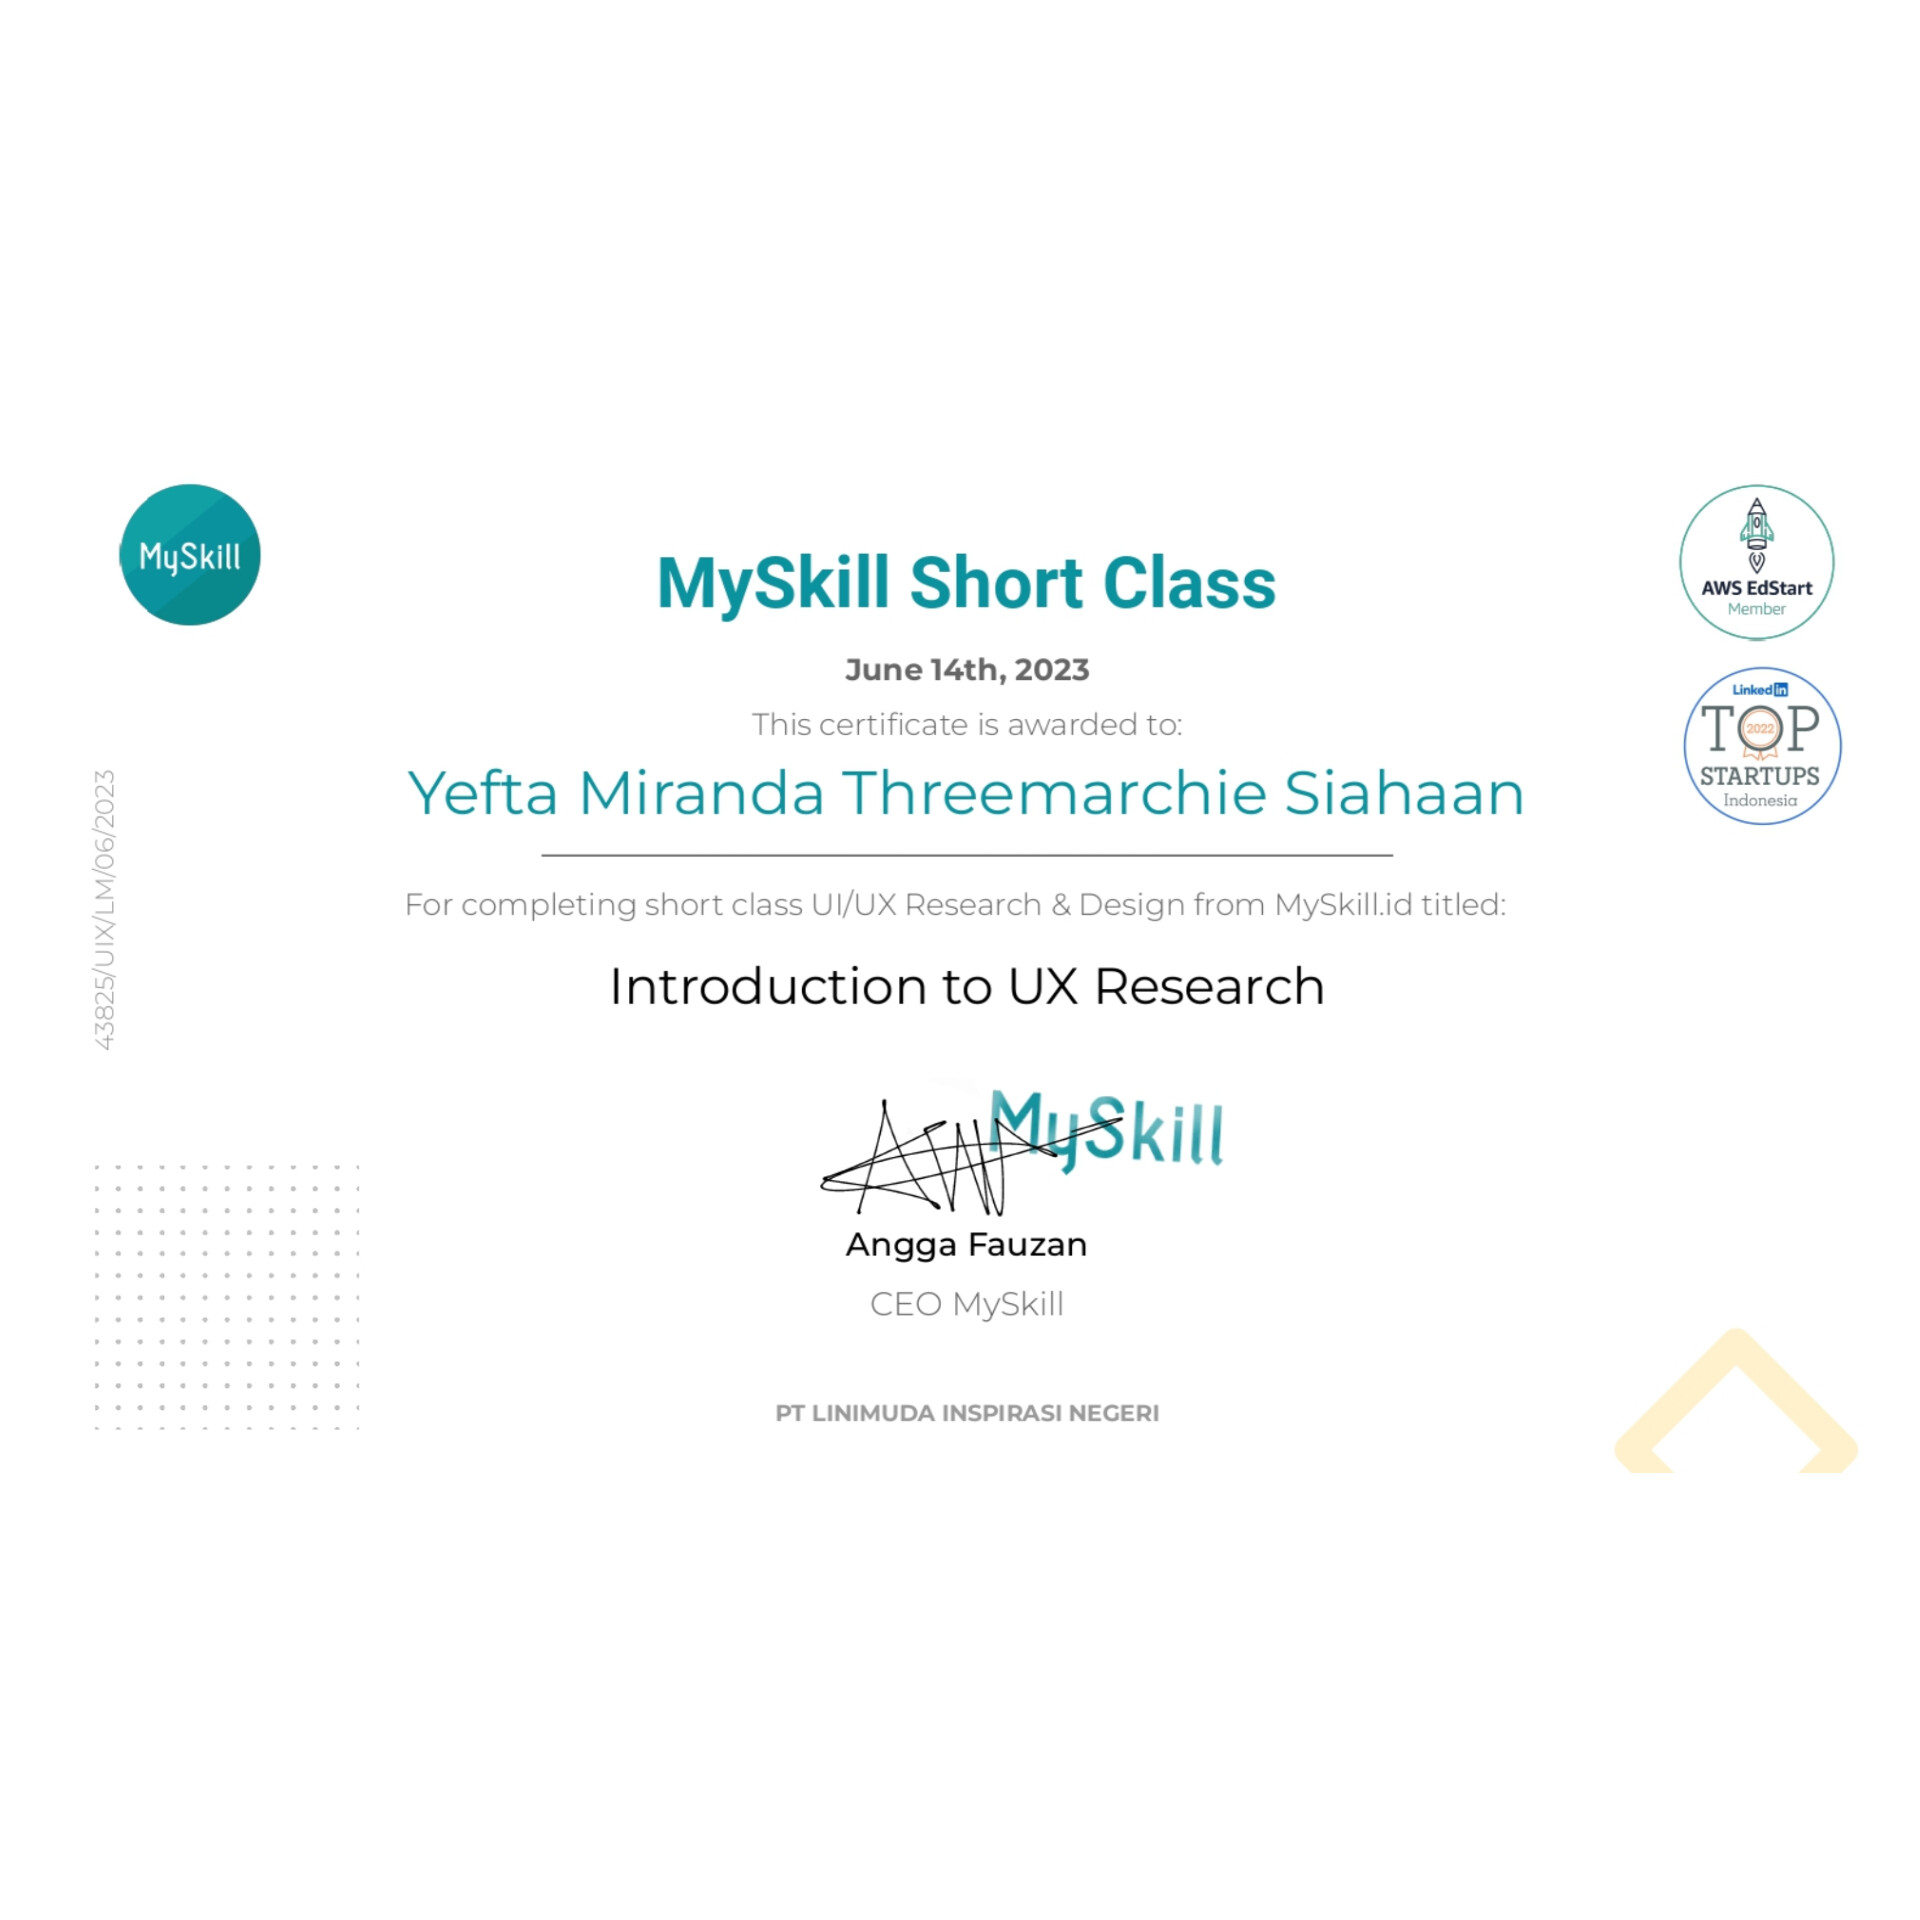 MySkill
AWS EdStart
Member
MySkill Short Class
June 14th, 2023
LinkedIn
TOP
2022
STARTUPS
Indonesia
This certificate is awarded to:
Yefta Miranda Threemarchie Siahaan
43825/UIX/LM/06/2023
For completing short class UI/UX Research & Design from MySkill.id titled:
Introduction to UX Research
MySkill
Angga Fauzan
CEO MySkill
PT LINIMUDA INSPIRASI NEGERI